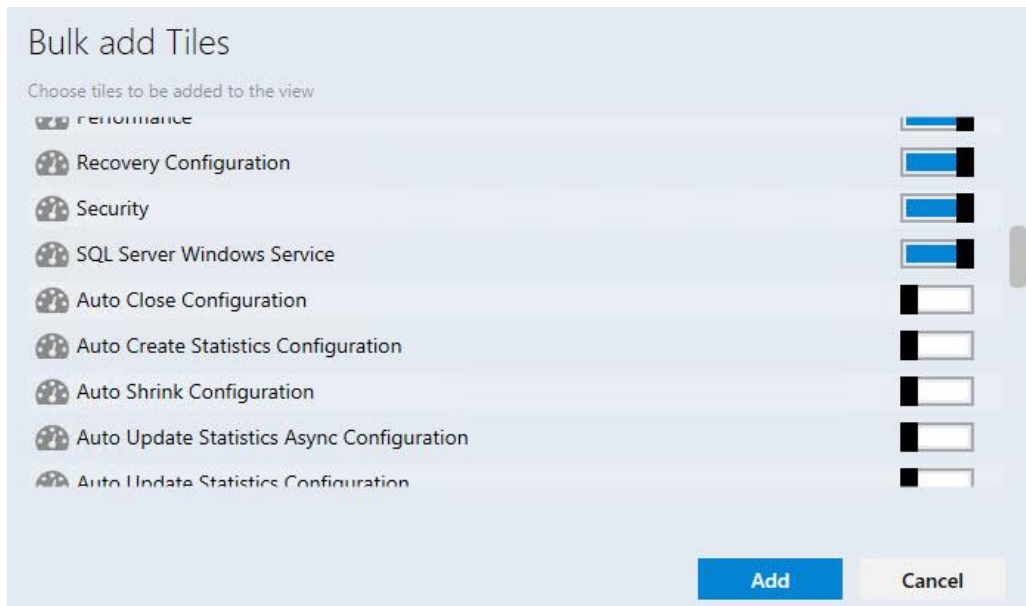 Bulk add Tiles
Choose tiles to be added to the view
Performance
Recovery Configuration
Security
SQL Server Windows Service
Auto Close Configuration
Auto Create Statistics Configuration
Auto Shrink Configuration
Auto Update Statistics Async Configuration
Auto Update Statistics Configuration
Add Cancel